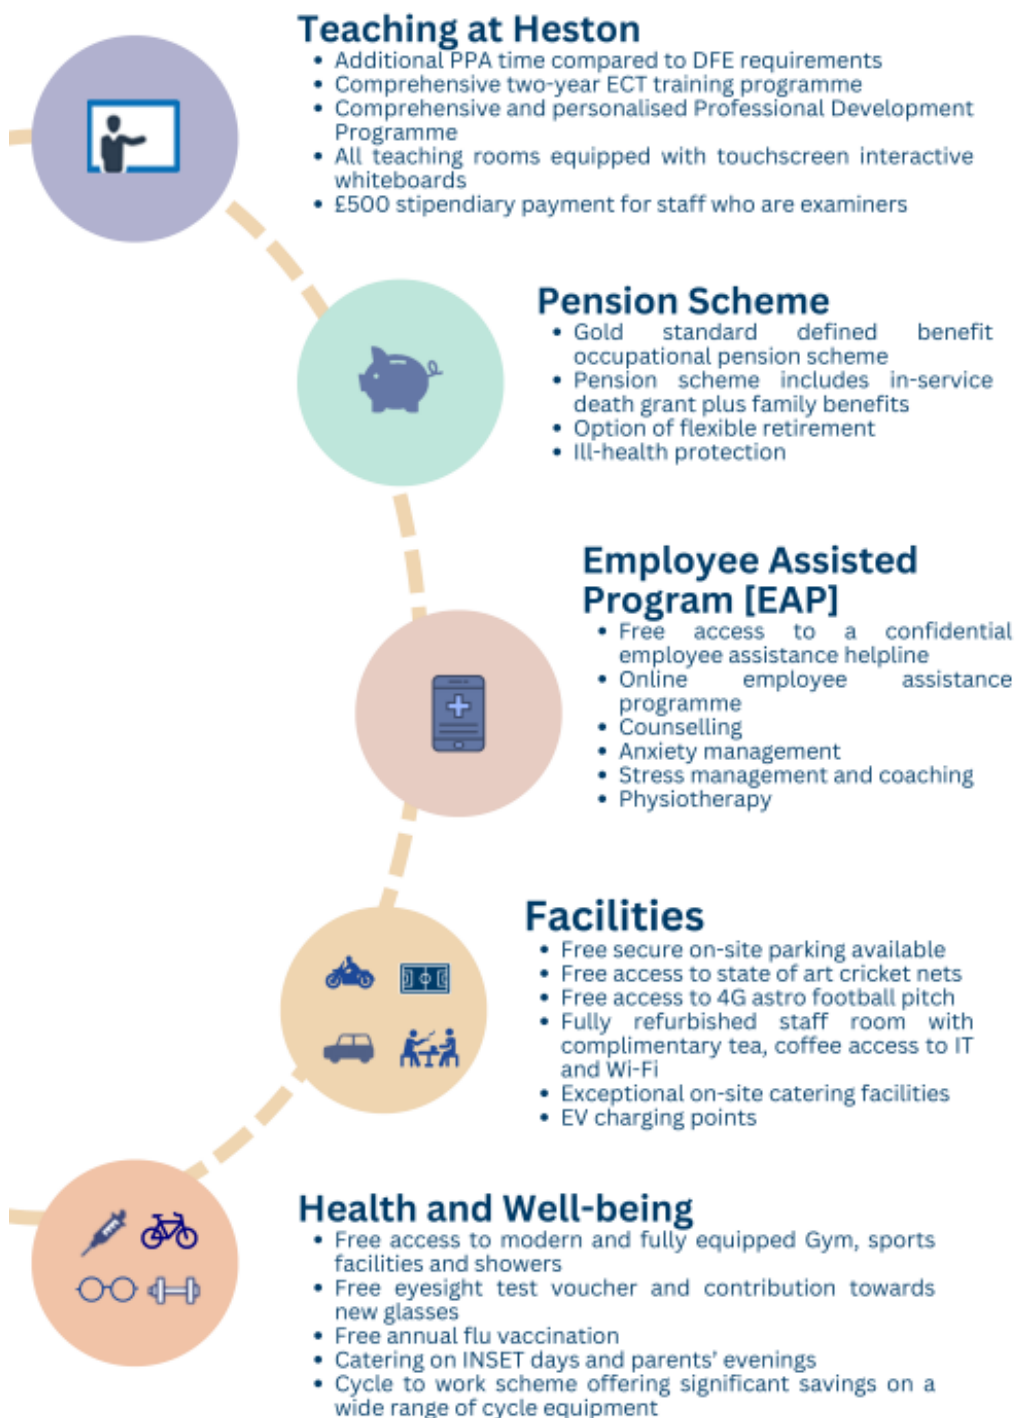 Teaching at Heston
• Additional PPA time compared to DFE requirements
• Comprehensive two-year ECT training programme
• Comprehensive and personalised Professional Development
Programme
• All teaching rooms equipped with touchscreen interactive
whiteboards
• £500 stipendiary payment for staff who are examiners
Pension Scheme
• Gold standard defined benefit
occupational pension scheme
• Pension scheme includes in-service
death grant plus family benefits
• Option of flexible retirement
• Ill-health protection
Employee Assisted
Program [EAP]
• Free access to a confidential
employee assistance helpline
• Online employee assistance
programme
• Counselling
• Anxiety management
• Stress management and coaching
• Physiotherapy
Facilities
• Free secure on-site parking available
• Free access to state of art cricket nets
• Free access to 4G astro football pitch
• Fully refurbished staff room with
complimentary tea, coffee access to IT
and Wi-Fi
• Exceptional on-site catering facilities
• EV charging points
Health and Well-being
• Free access to modern and fully equipped Gym, sports
facilities and showers
• Free eyesight test voucher and contribution towards
new glasses
• Free annual flu vaccination
• Catering on INSET days and parents' evenings
• Cycle to work scheme offering significant savings on a
wide range of cycle equipment